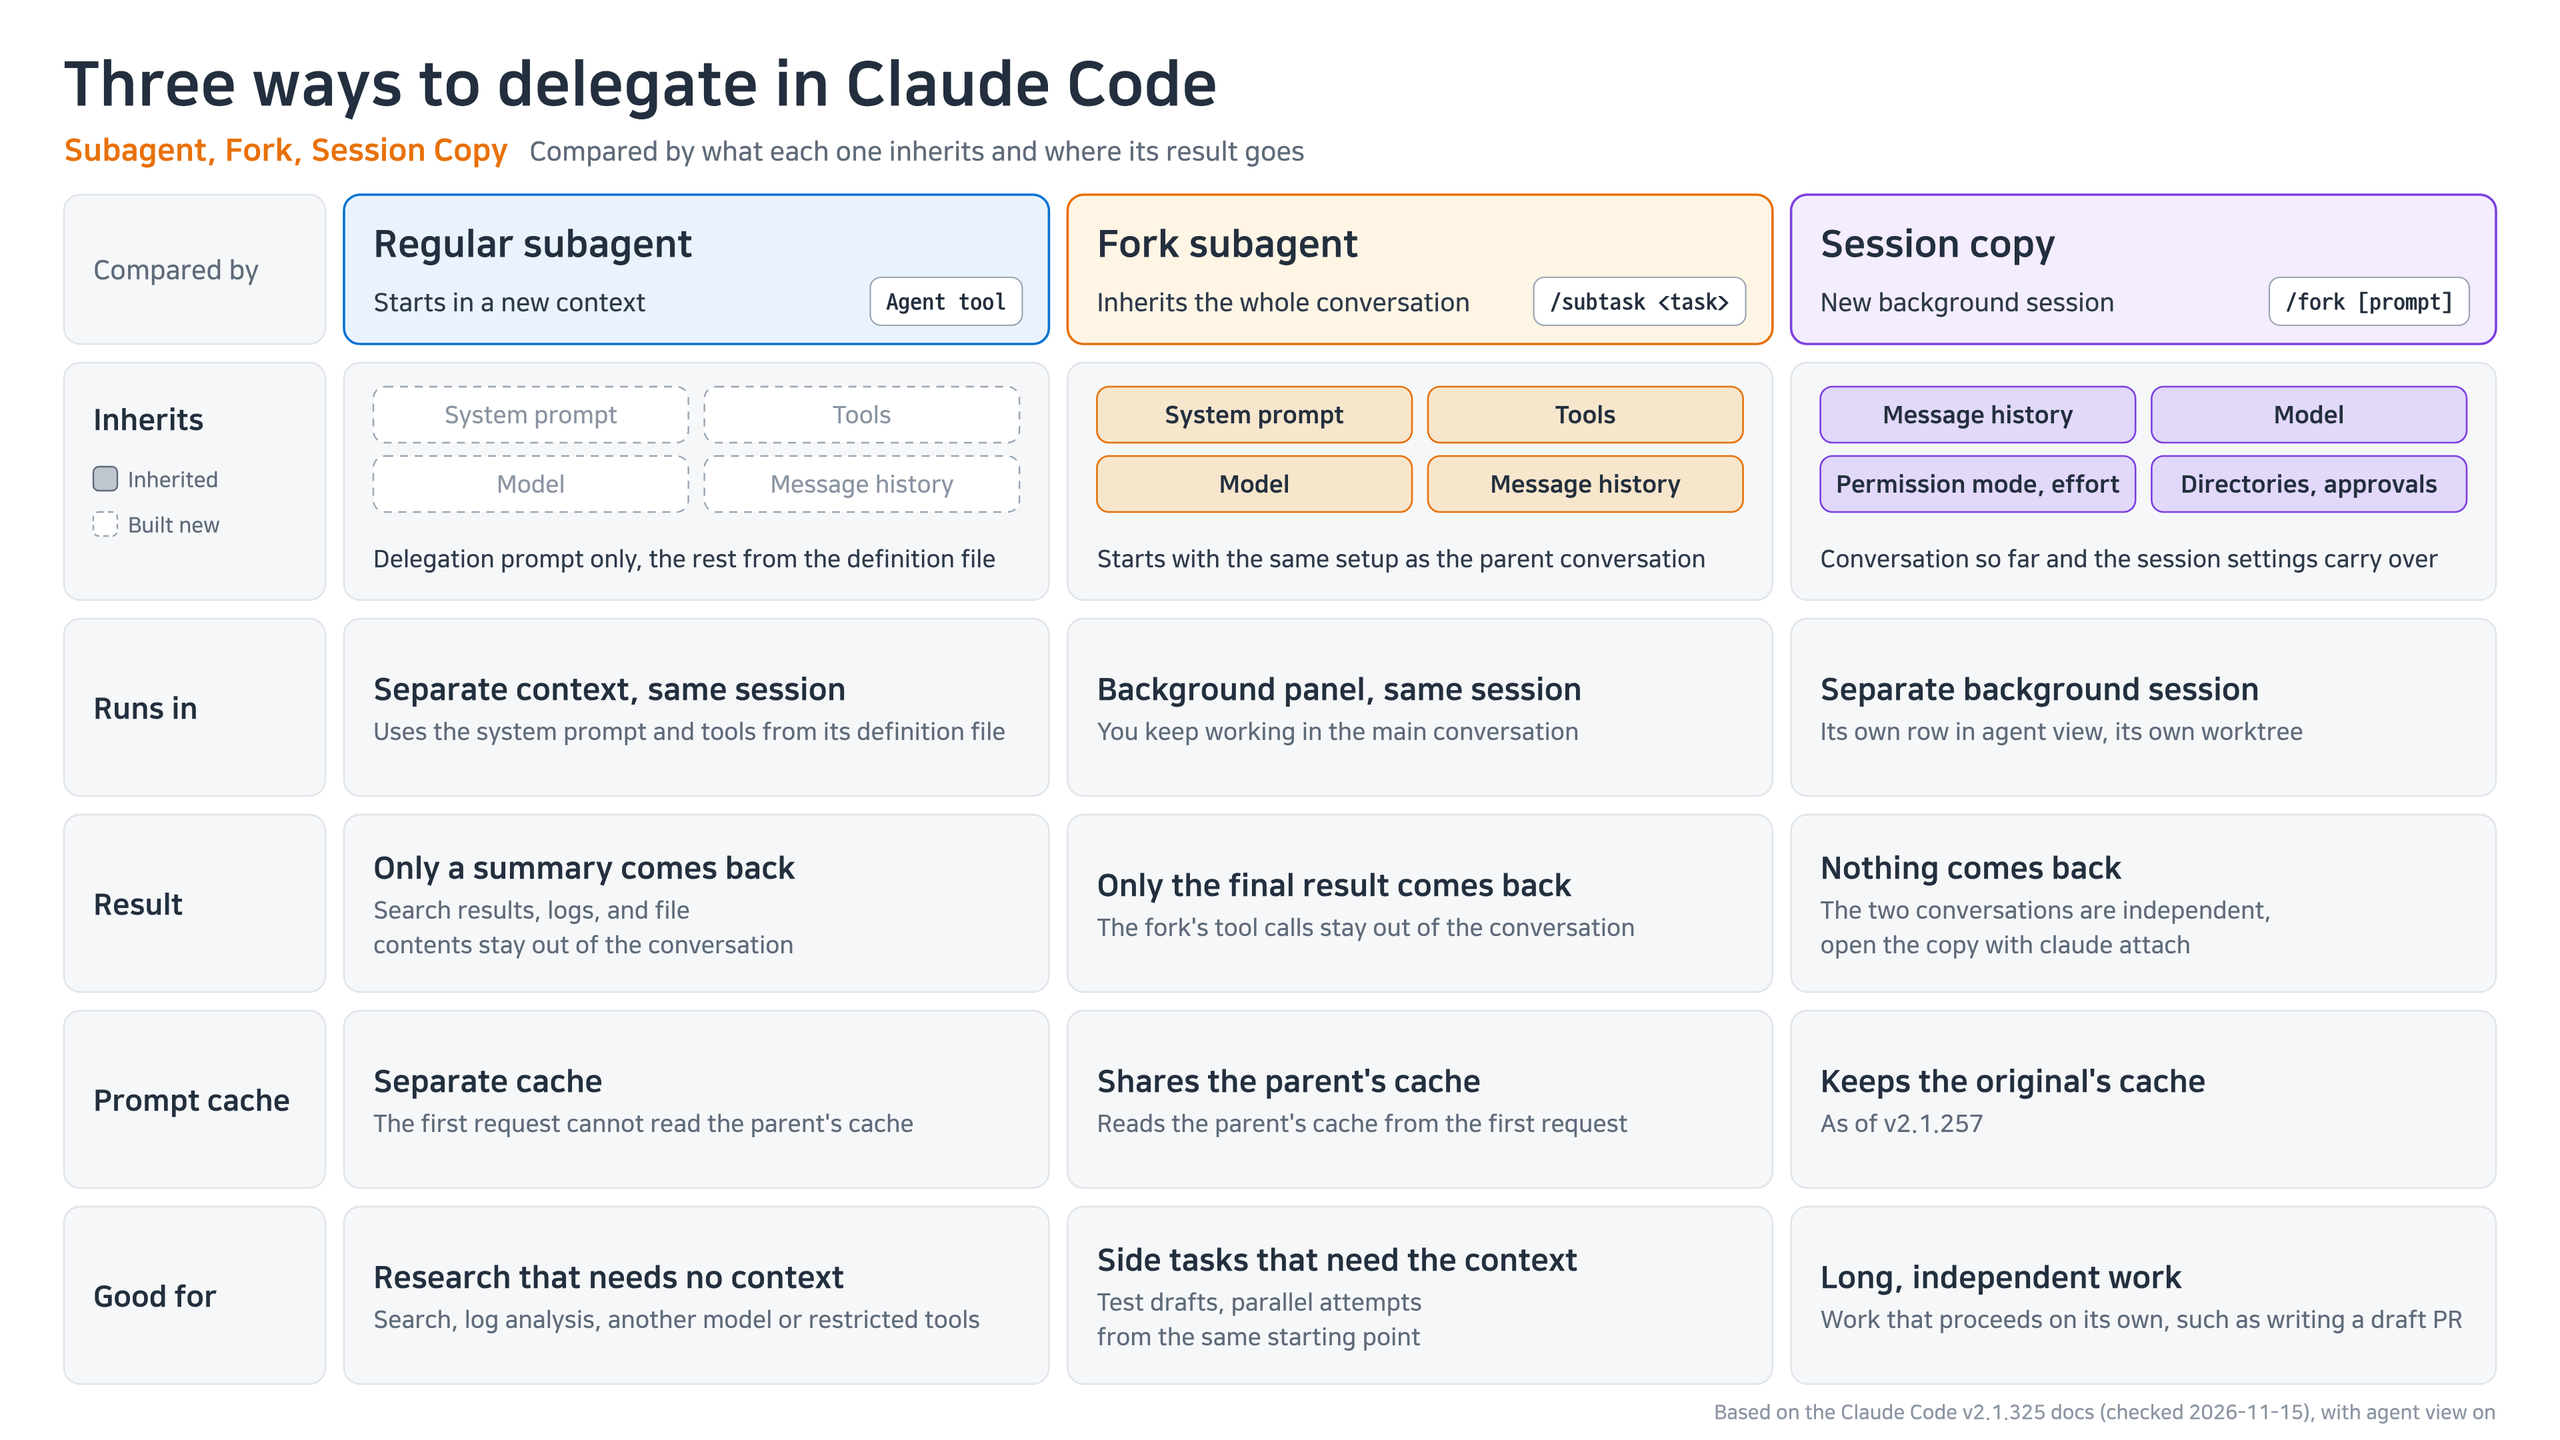 Three ways to delegate in Claude Code
Subagent, Fork, Session Copy Compared by what each one inherits and where its result goes
Compared by
Regular subagent
Starts in a new context
Agent tool
Fork subagent
Inherits the whole conversation
/subtask <task>
Session copy
New background session
/fork [prompt]
Inherits
Inherited
Built new
System prompt
Tools
Model
Message history
Delegation prompt only, the rest from the definition file
System prompt
Tools
Model
Message history
Starts with the same setup as the parent conversation
Message history
Model
Permission mode, effort
Directories, approvals
Conversation so far and the session settings carry over
Runs in
Separate context, same session
Uses the system prompt and tools from its definition file
Background panel, same session
You keep working in the main conversation
Separate background session
Its own row in agent view, its own worktree
Result
Only a summary comes back
Search results, logs, and file
contents stay out of the conversation
Only the final result comes back
The fork's tool calls stay out of the conversation
Nothing comes back
The two conversations are independent,
open the copy with claude attach
Prompt cache
Separate cache
The first request cannot read the parent's cache
Shares the parent's cache
Reads the parent's cache from the first request
Keeps the original's cache
As of v2.1.257
Good for
Research that needs no context
Search, log analysis, another model or restricted tools
Side tasks that need the context
Test drafts, parallel attempts
from the same starting point
Long, independent work
Work that proceeds on its own, such as writing a draft PR
Based on the Claude Code v2.1.325 docs (checked 2026-11-15), with agent view on